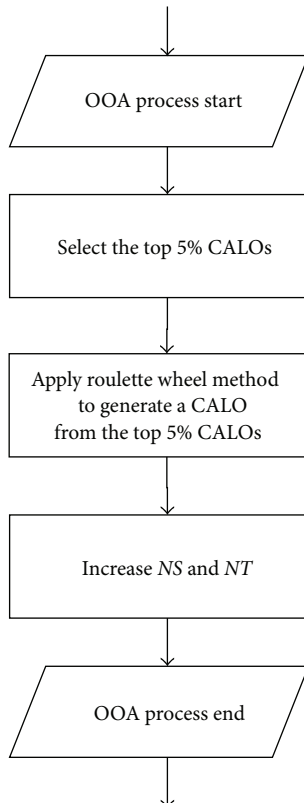 OOA process start
Select the top 5% CALOs
Apply roulette wheel method
to generate a CALO
from the top 5% CALOs
Increase NS and NT
OOA process end